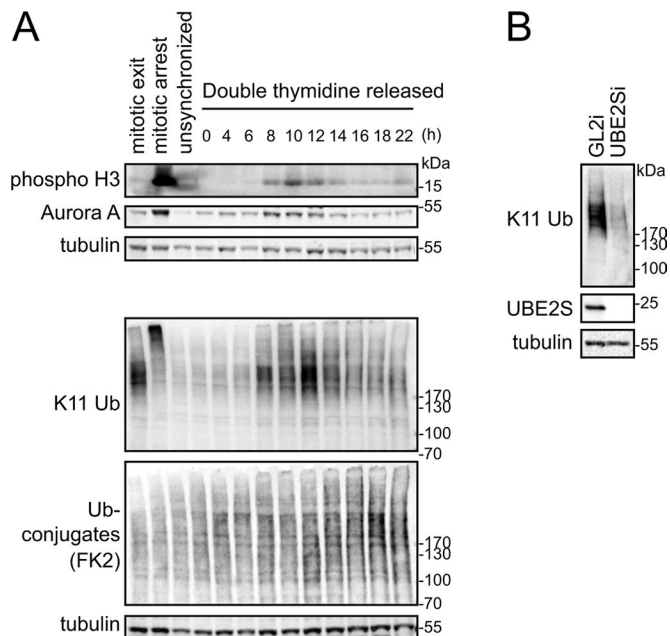 A
B
mitotic exit
mitotic arrest
unsynchronized
Double thymidine released
0 4 6 8 10 12 14 16 18 22 (h)
kDa
phospho H3
-15
Aurora A
-55
tubulin
-55
K11 Ub
-170
-130
-100
-70
Ub-
conjugates
(FK2)
-170
-130
-100
-70
tubulin
-55
GL2i
UBE2Si
kDa
K11 Ub
-170
-130
-100
UBE2S
-25
tubulin
-55